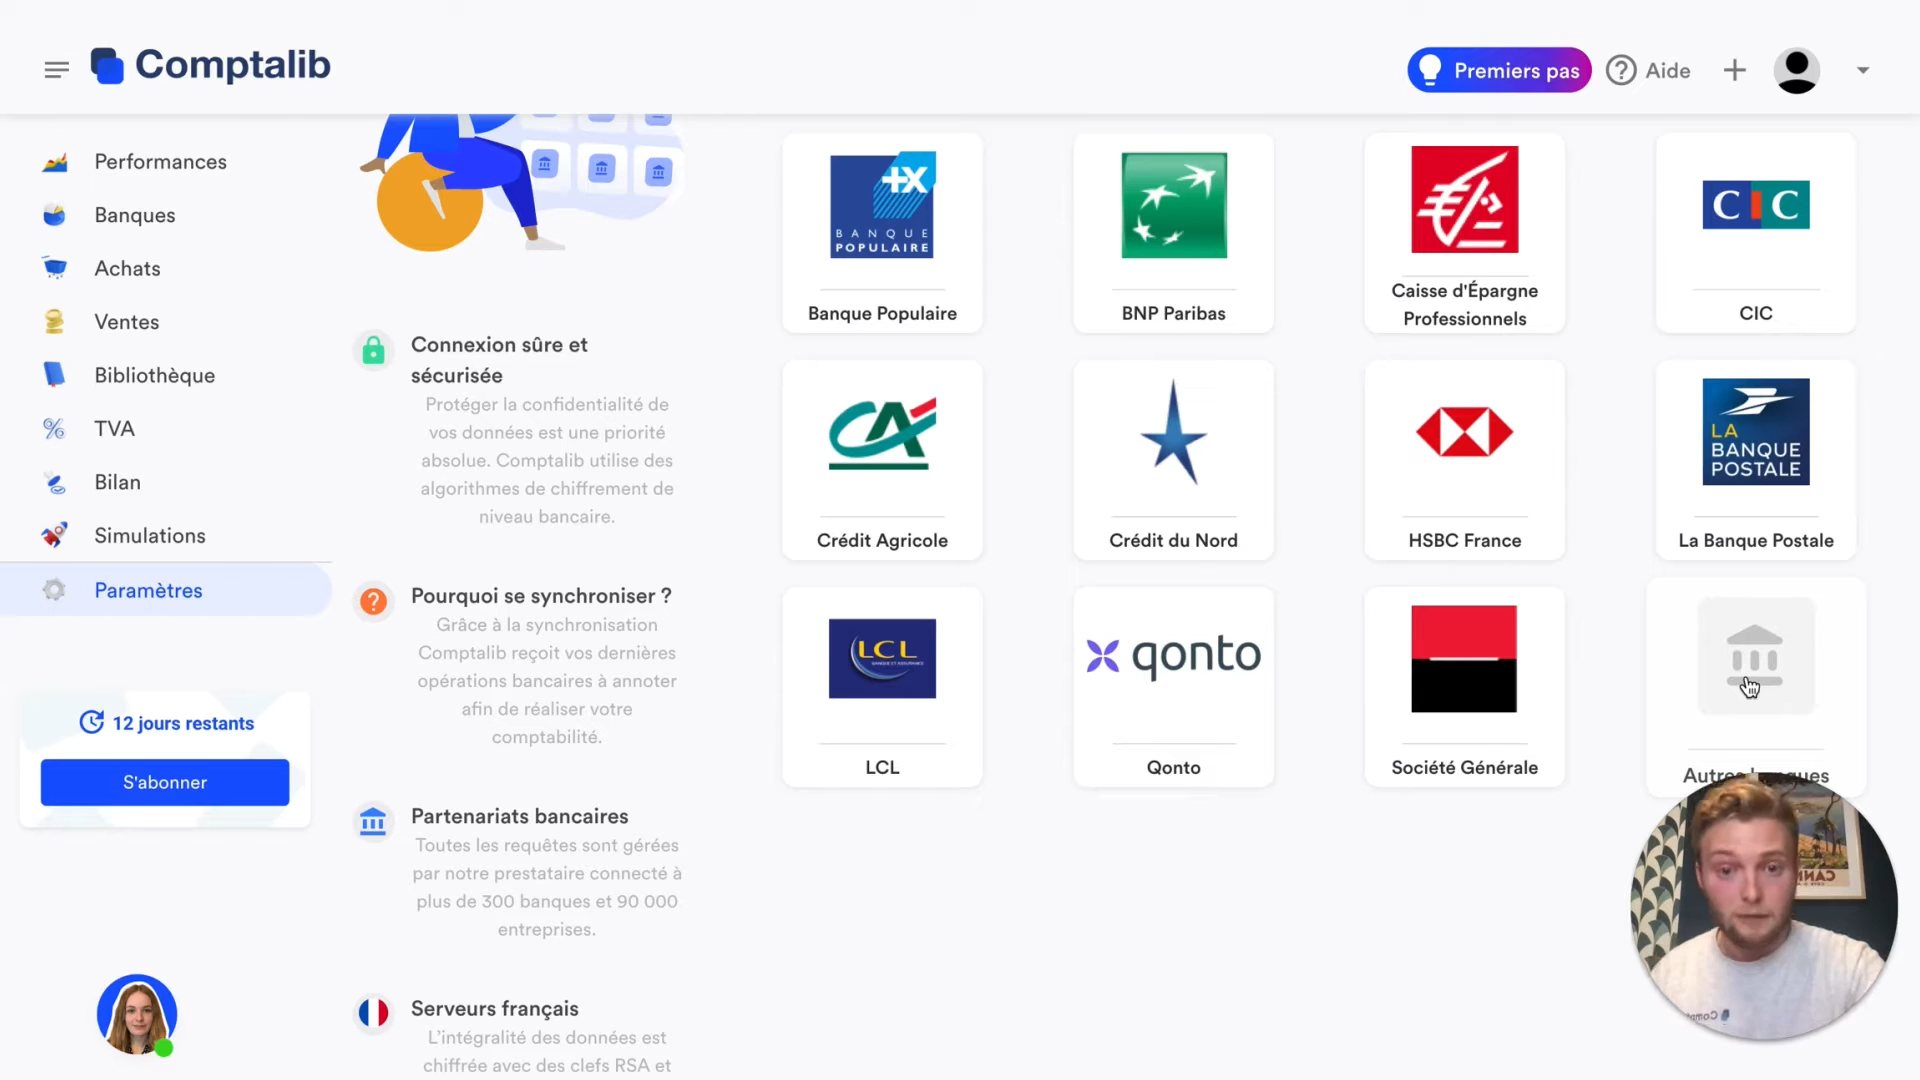 Comptalib
Premiers pas
Aide
Performances
Banques
Achats
Ventes
Bibliothèque
TVA
Bilan
Simulations
Paramètres
12 jours restants
S'abonner
Connexion sûre et
sécurisée
Protéger la confidentialité de
vos données est une priorité
absolue. Comptalib utilise des
algorithmes de chiffrement de
niveau bancaire.
Pourquoi se synchroniser ?
Grâce à la synchronisation
Comptalib reçoit vos dernières
opérations bancaires à annoter
afin de réaliser votre
comptabilité.
Partenariats bancaires
Toutes les requêtes sont gérées
par notre prestataire connecté à
plus de 300 banques et 90 000
entreprises.
Serveurs français
L'intégralité des données est
chiffrée avec des clefs RSA et
+X
BANQUE
POPULAIRE
Banque Populaire
BNP Paribas
Caisse d'Épargne
Professionnels
CIC
CIC
CA
Crédit Agricole
Crédit du Nord
HSBC France
LA
BANQUE
POSTALE
La Banque Postale
LCL
BANQUE ET ASSURANCE
LCL
qonto
Qonto
Société Générale
Autres